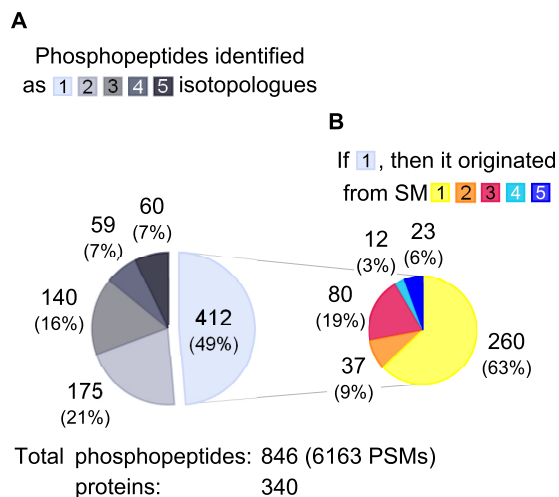 A
Phosphopeptides identified
as 1 2 3 4 5 isotopologues
B
If 1, then it originated
from SM 1 2 3 4 5
60
(7%)
59
(7%)
140
(16%)
175
(21%)
412
(49%)
23
(6%)
12
(3%)
80
(19%)
37
(9%)
260
(63%)
Total phosphopeptides: 846 (6163 PSMs)
proteins: 340